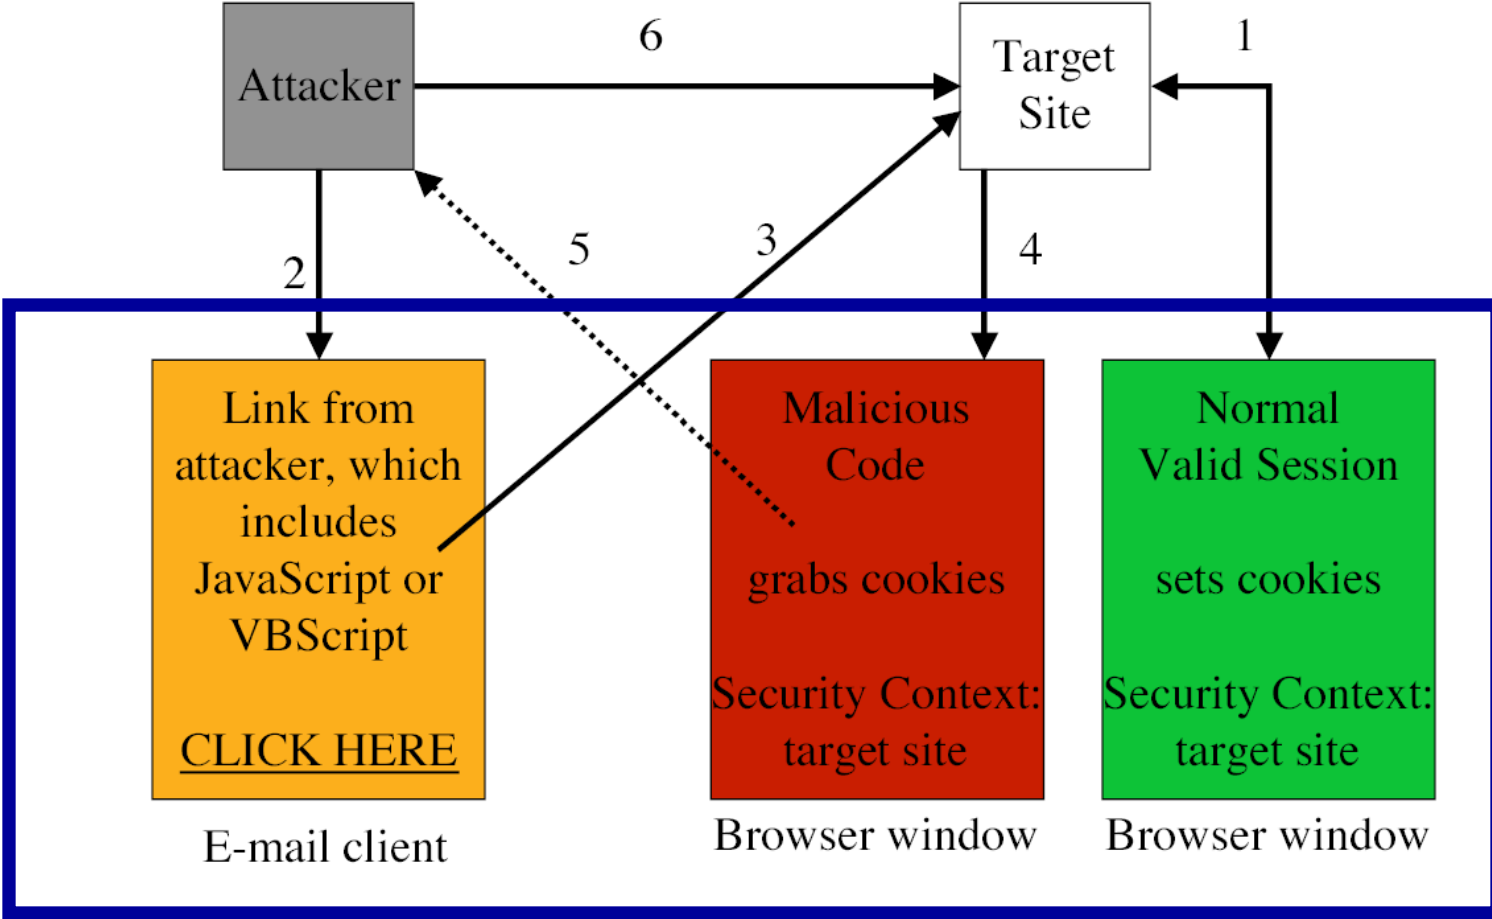 Attacker
6
Target
Site
1
2
5
3
4
Link from
attacker, which
includes
JavaScript or
VBScript
CLICK HERE
E-mail client
Malicious
Code
grabs cookies
Security Context:
target site
Browser window
Normal
Valid Session
sets cookies
Security Context:
target site
Browser window